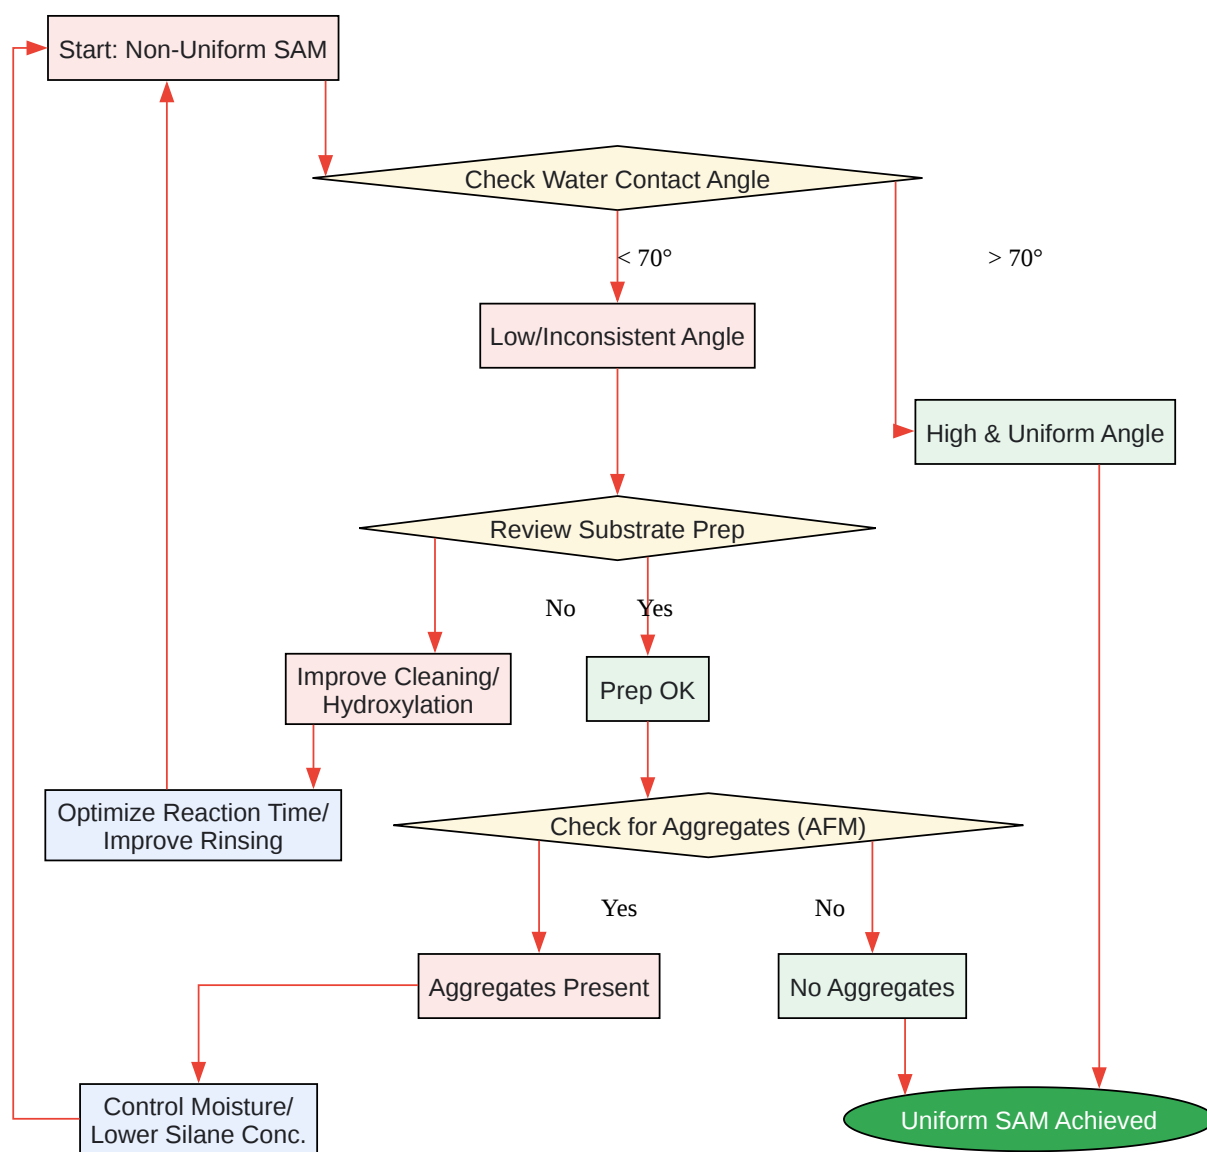 Start: Non-Uniform SAM
Check Water Contact Angle
< 70°
> 70°
Low/Inconsistent Angle
High & Uniform Angle
Review Substrate Prep
No
Yes
Improve Cleaning/
Hydroxylation
Prep OK
Optimize Reaction Time/
Improve Rinsing
Check for Aggregates (AFM)
Yes
No
Aggregates Present
No Aggregates
Control Moisture/
Lower Silane Conc.
Uniform SAM Achieved